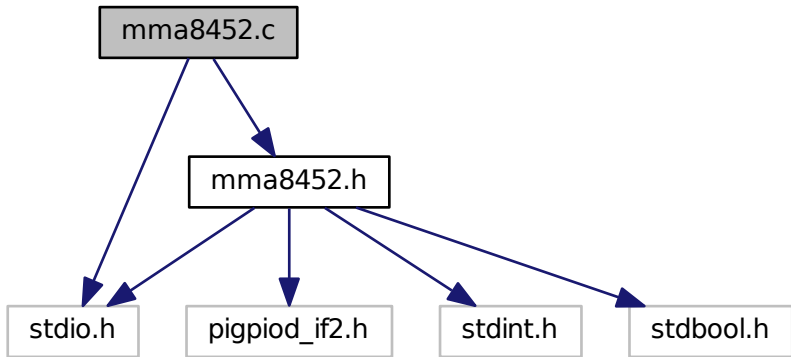 mma8452.c
mma8452.h
stdio.h
pigpiod_if2.h
stdint.h
stdbool.h